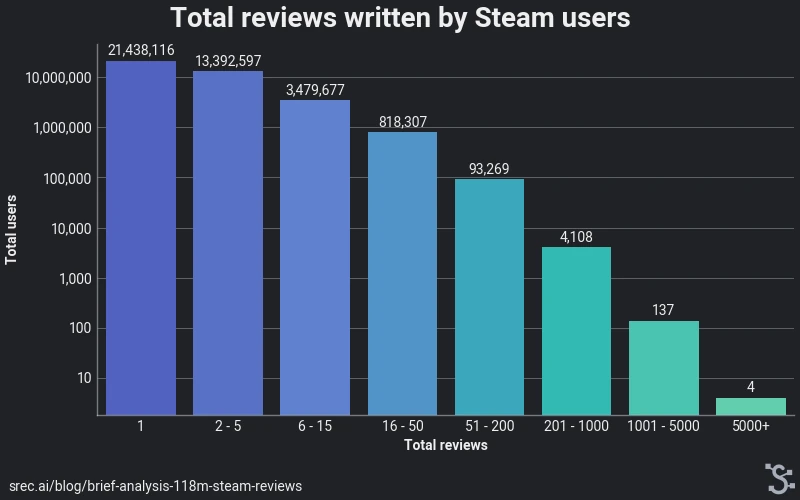 Total reviews written by Steam users
21,438,116
13,392,597
3,479,677
818,307
93,269
4,108
137
4
10,000,000
1,000,000
100,000
10,000
1,000
100
10
Total users
1
2 - 5
6 - 15
16 - 50
51 - 200
201 - 1000
1001 - 5000
5000+
Total reviews
srec.ai/blog/brief-analysis-118m-steam-reviews